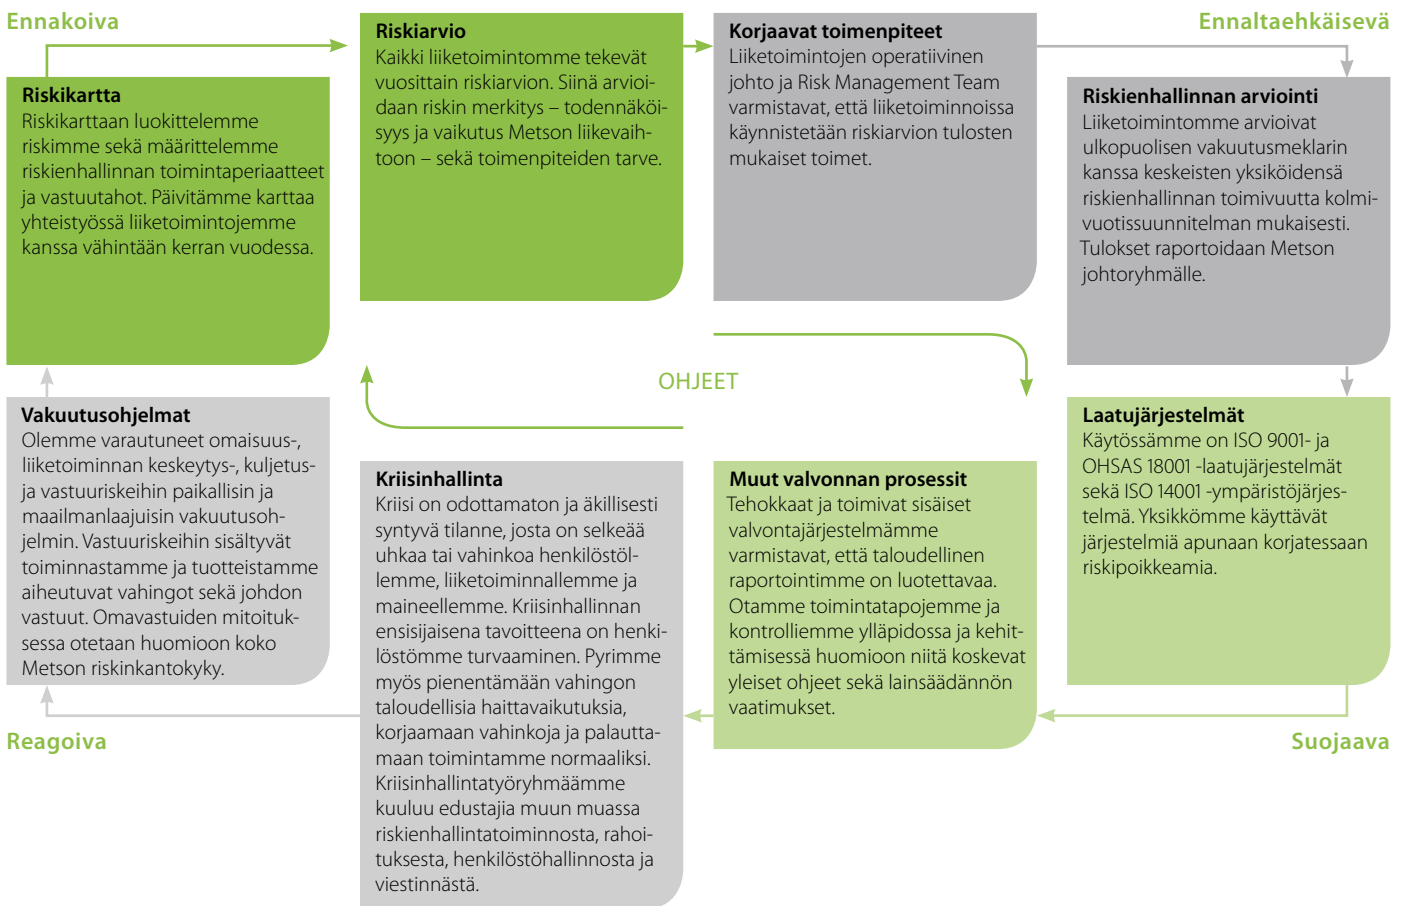 Ennakoiva
Ennaltaehkäisevä
Riskikartta
Riskikarttaan luokittelemme
riskimme sekä määrittelemme
riskienhallinnan toimintaperiaatteet
ja vastuutahot. Päivitämme karttaa
yhteistyössä liiketoimintojemme
kanssa vähintään kerran vuodessa.
Riskiarvio
Kaikki liiketoimintomme tekevät
vuosittain riskiarvion. Siinä arvioi-
daan riskin merkitys – todennäköi-
syys ja vaikutus Metson liikevaih-
toon – sekä toimenpiteiden tarve.
Korjaavat toimenpiteet
Liiketoimintojen operatiivinen
johto ja Risk Management Team
varmistavat, että liiketoiminnoissa
käynnistetään riskiarvion tulosten
mukaiset toimet.
Riskienhallinnan arviointi
Liiketoimintomme arvioivat
ulkopuolisen vakuutusmeklarin
kanssa keskeisten yksiköidensä
riskienhallinnan toimivuutta kolmi-
vuotissuunnitelman mukaisesti.
Tulokset raportoidaan Metson
johtoryhmälle.
OHJEET
Laatujärjestelmät
Käytössämme on ISO 9001- ja
OHSAS 18001 -laatujärjestelmät
sekä ISO 14001 -ympäristöjärjes-
telmä. Yksikkömme käyttävät
järjestelmiä apunaan korjatessaan
riskipoikkeamia.
Muut valvonnan prosessit
Tehokkaat ja toimivat sisäiset
valvontajärjestelmämme
varmistavat, että taloudellinen
raportointimme on luotettavaa.
Otamme toimintatapojemme ja
kontrolliemme ylläpidossa ja kehit-
tämisessä huomioon niitä koskevat
yleiset ohjeet sekä lainsäädännön
vaatimukset.
Kriisinhallinta
Kriisi on odottamaton ja äkillisesti
syntyvä tilanne, josta on selkeää
uhkaa tai vahinkoa henkilöstöl-
lemme, liiketoiminnallemme ja
maineellemme. Kriisinhallinnan
ensisijaisena tavoitteena on henki-
löstömme turvaaminen. Pyrimme
myös pienentämään vahingon
taloudellisia haittavaikutuksia,
korjaamaan vahinkoja ja palautta-
maan toimintamme normaaliksi.
Kriisinhallintatyöryhmäämme
kuuluu edustajia muun muassa
riskienhallintatoiminnosta, rahoi-
tuksesta, henkilöstöhallinnosta ja
viestinnästä.
Vakuutusohjelmat
Olemme varautuneet omaisuus-,
liiketoiminnan keskeytys-, kuljetus-
ja vastuuriskeihin paikallisin ja
maailmanlaajuisin vakuutusoh-
jelmin. Vastuuriskeihin sisältyvät
toiminnastamme ja tuotteistamme
aiheutuvat vahingot sekä johdon
vastuut. Omavastuiden mitoituk-
sessa otetaan huomioon koko
Metson riskinkantokyky.
Reagoiva
Suojaava